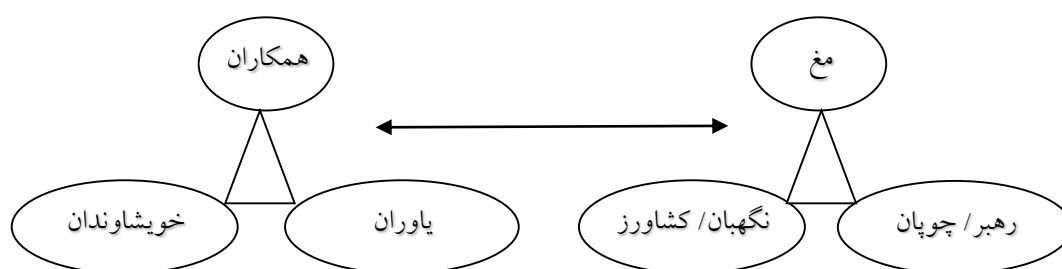 مغ
همکاران
رهبر / چوپان
نگهبان/ کشاورز
یاوران
خویشاوندان